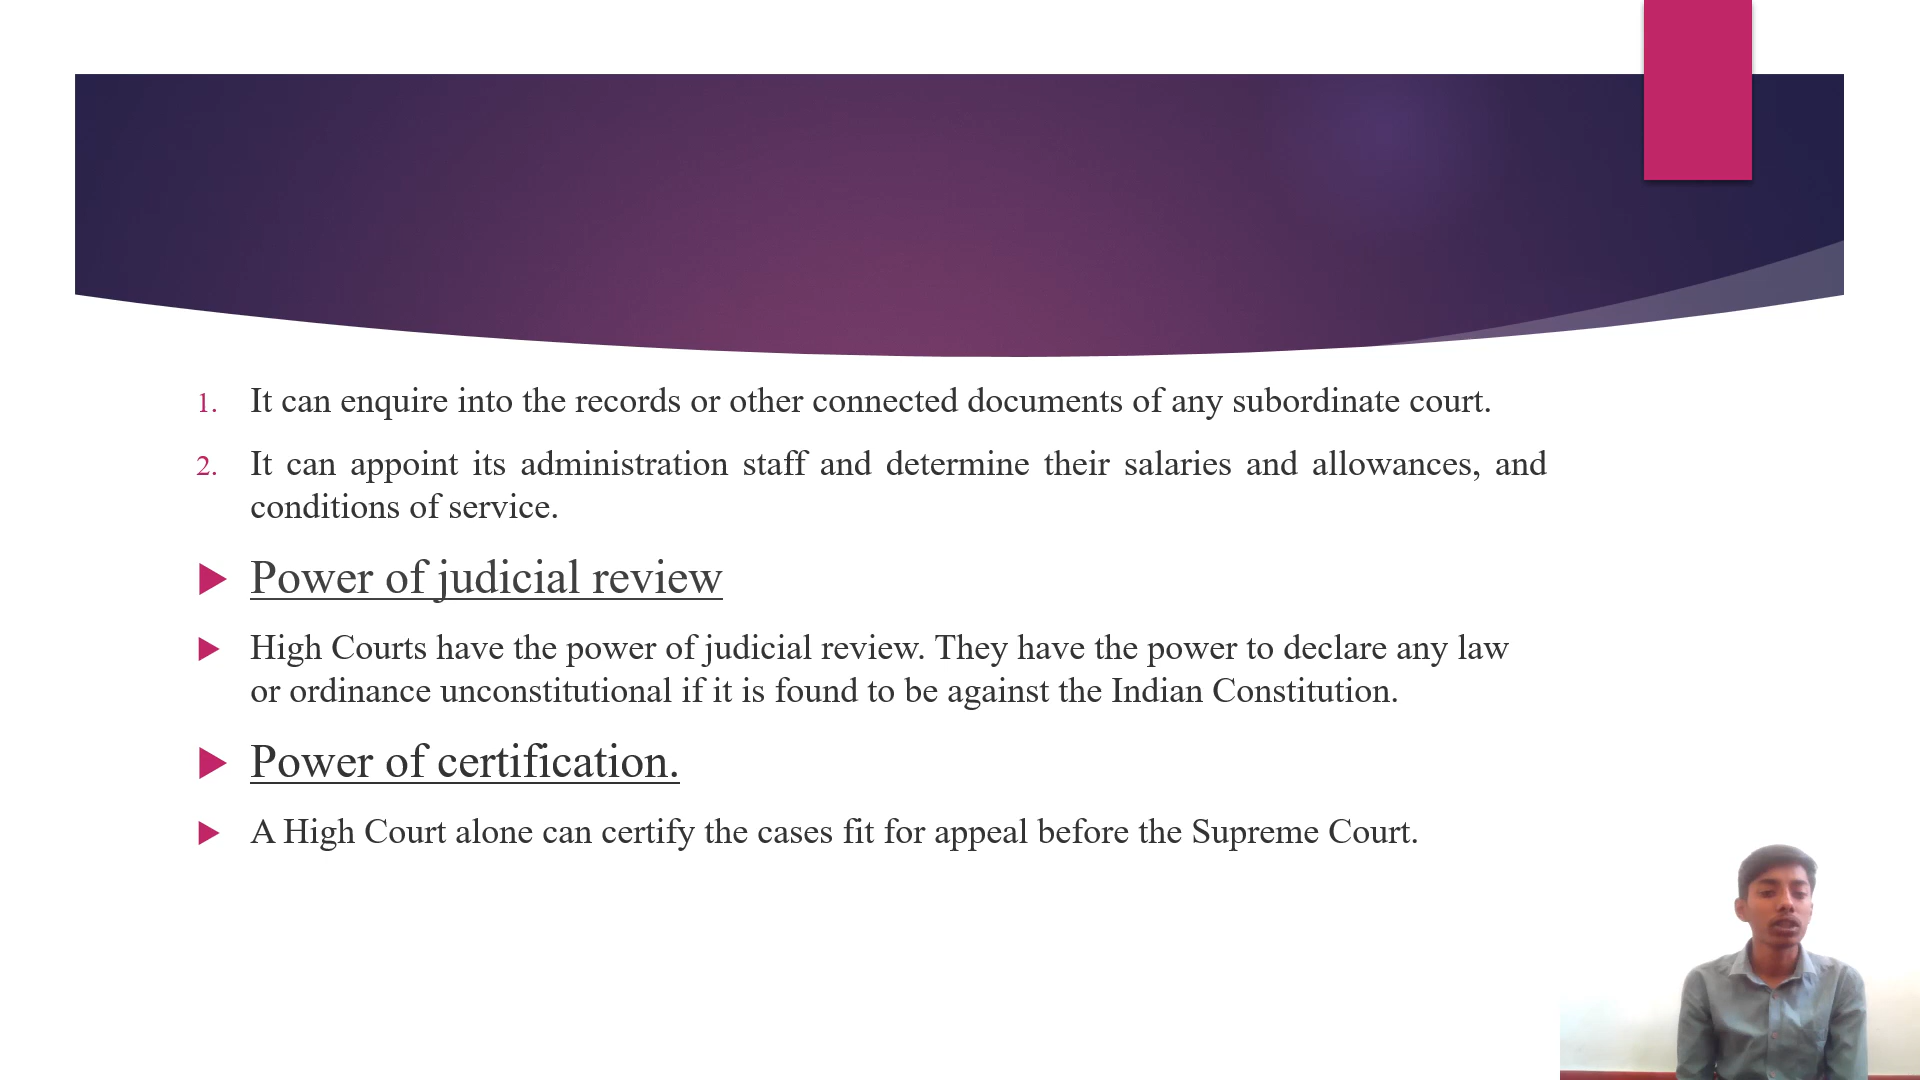 1. It can enquire into the records or other connected documents of any subordinate court.
2. It can appoint its administration staff and determine their salaries and allowances, and
conditions of service.
Power of judicial review
High Courts have the power of judicial review. They have the power to declare any law
or ordinance unconstitutional if it is found to be against the Indian Constitution.
Power of certification.
A High Court alone can certify the cases fit for appeal before the Supreme Court.